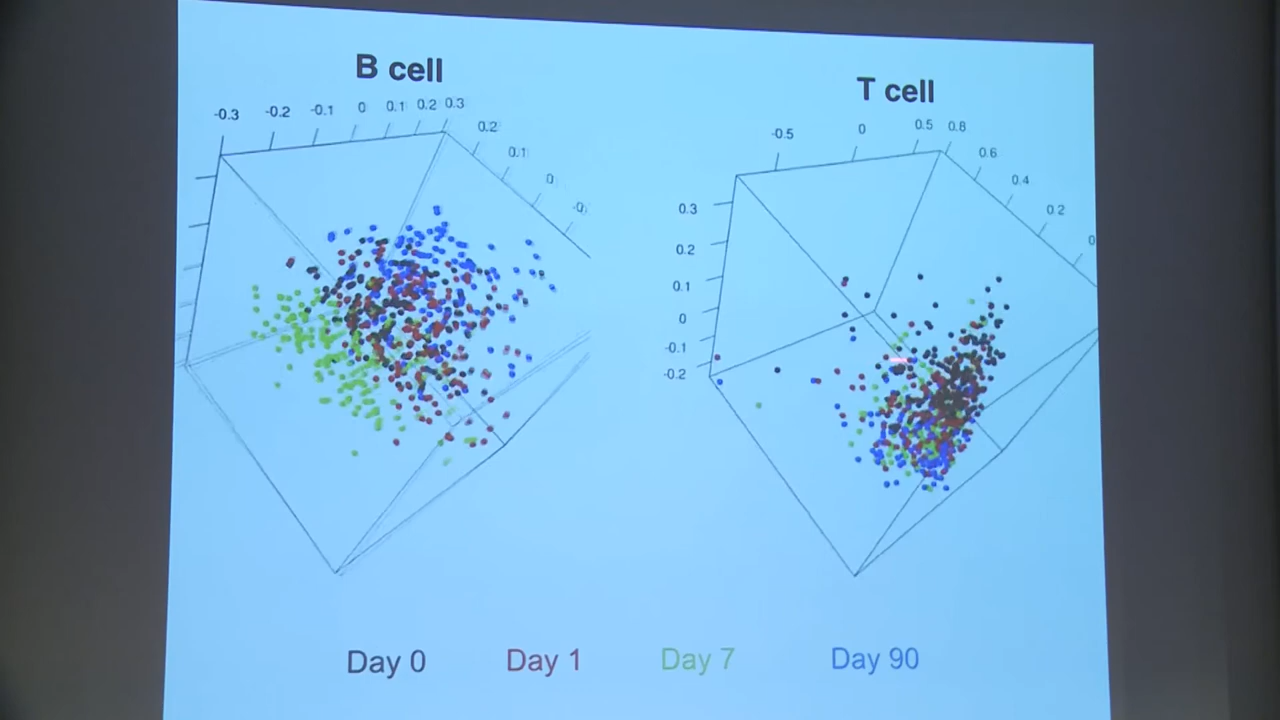 B cell
T cell
-0.3 -0.2 -0.1 0 0.1 0.2 0.3
0.2
0.1
0
-0.5 0 0.5 0.8
0.6
0.4
0.2
0
0.3
0.2
0.1
0
-0.1
-0.2
Day 0 Day 1 Day 7 Day 90